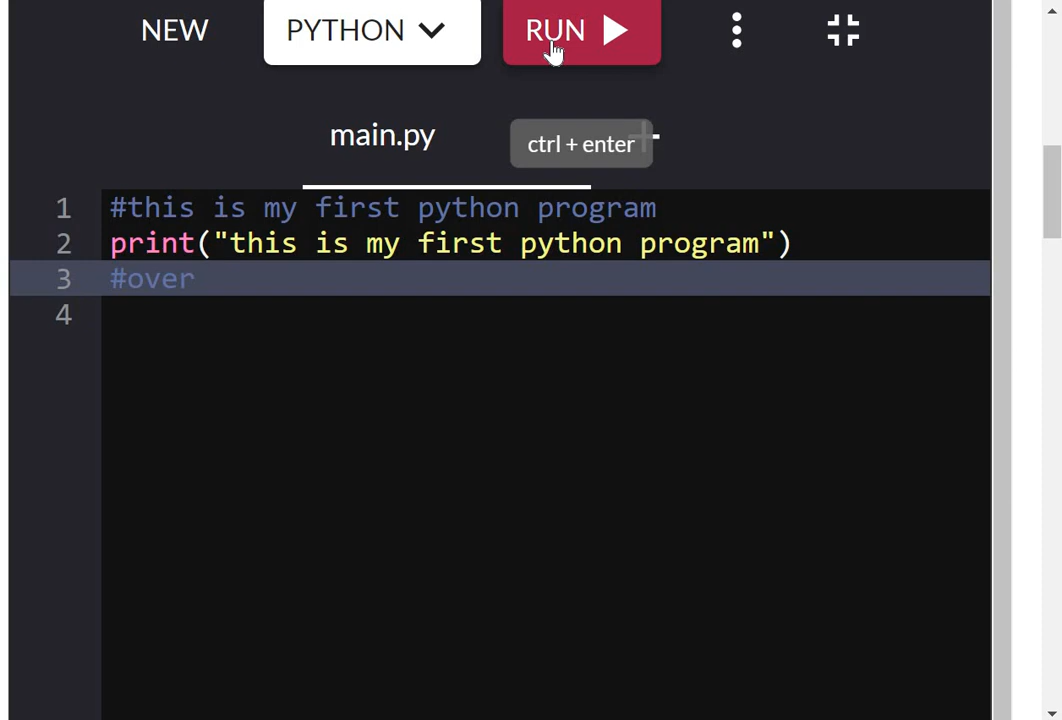 NEW PYTHON RUN
main.py
ctrl + enter
1 #this is my first python program
2 print("this is my first python program")
3 #over
4